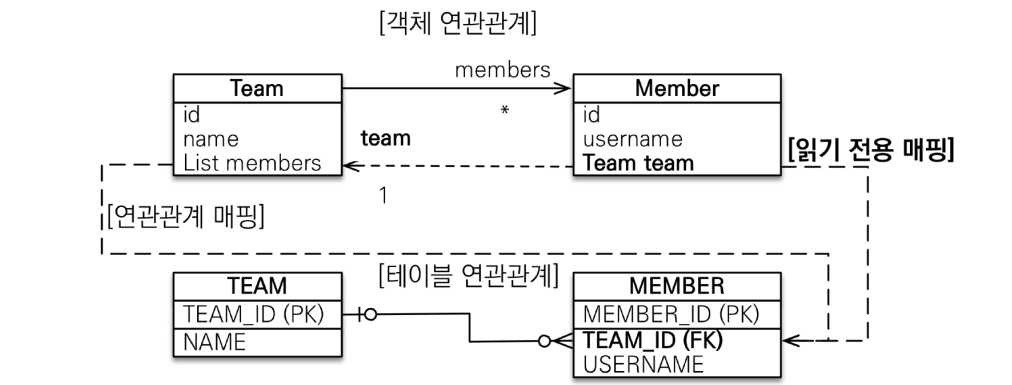 [객체 연관관계]
members
Team
id
name
List members
*
team
1
Member
id
username
Team team
[읽기 전용 매핑]
[연관관계 매핑]
[테이블 연관관계]
TEAM
TEAM_ID (PK)
NAME
MEMBER
MEMBER_ID (PK)
TEAM_ID (FK)
USERNAME